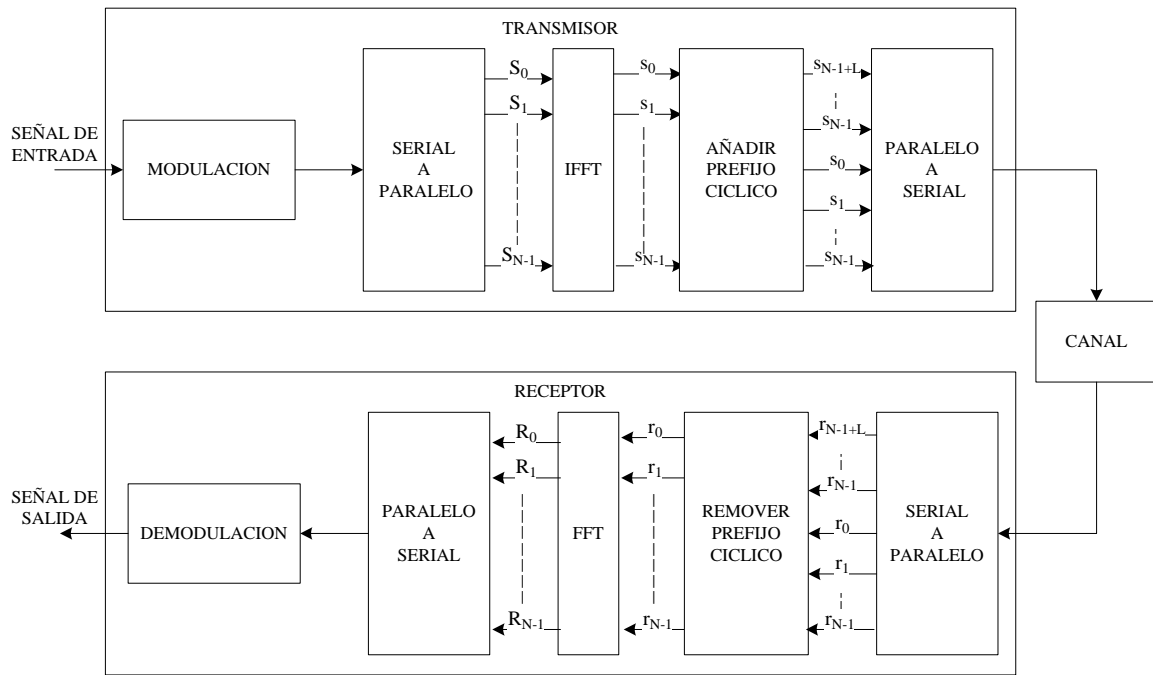 TRANSMISOR
SEÑAL DE
ENTRADA
MODULACION
SERIAL
A
PARALELO
S0
S1
SN-1
IFFT
s0
s1
sN-1
AÑADIR
PREFIJO
CICLICO
sN-1+L
sN-1
s0
s1
sN-1
PARALELO
A
SERIAL
CANAL
RECEPTOR
SEÑAL DE
SALIDA
DEMODULACION
PARALELO
A
SERIAL
R0
R1
RN-1
FFT
r0
r1
rN-1
REMOVER
PREFIJO
CICLICO
rN-1+L
rN-1
r0
r1
rN-1
SERIAL
A
PARALELO